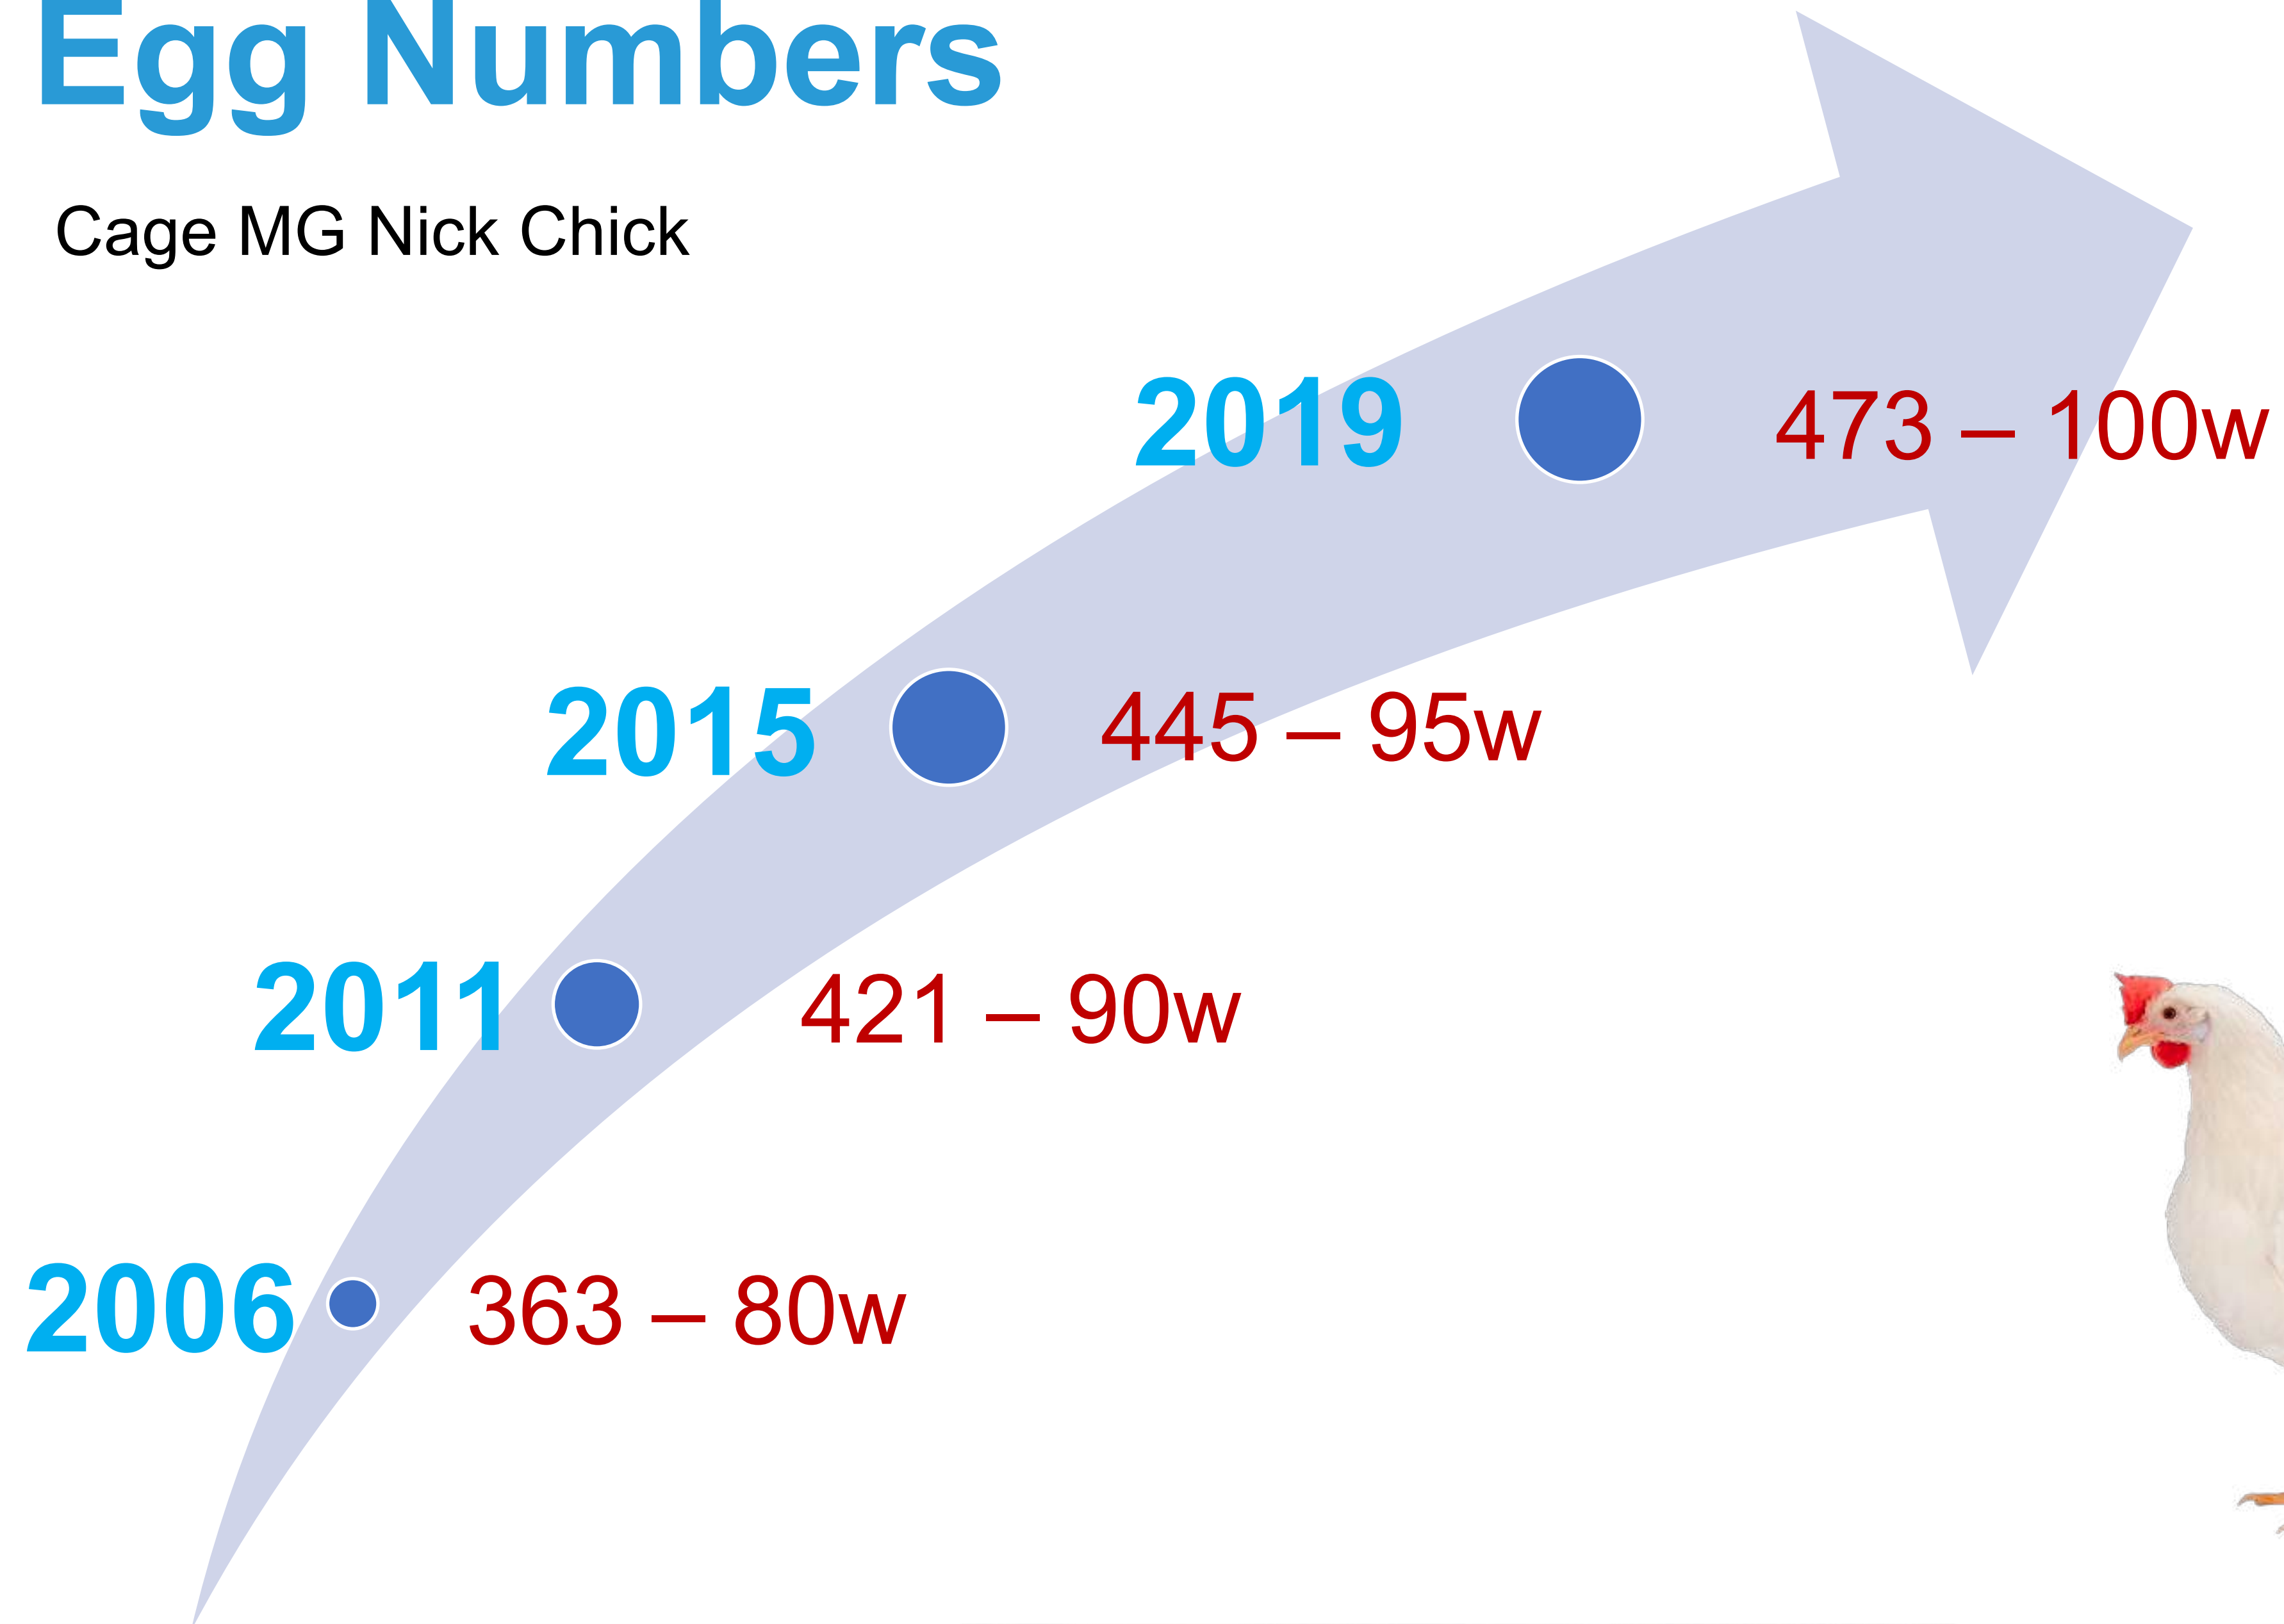 Egg Numbers
Cage MG Nick Chick
2019 473 – 100w
2015 445 – 95w
2011 421 – 90w
2006 363 – 80w